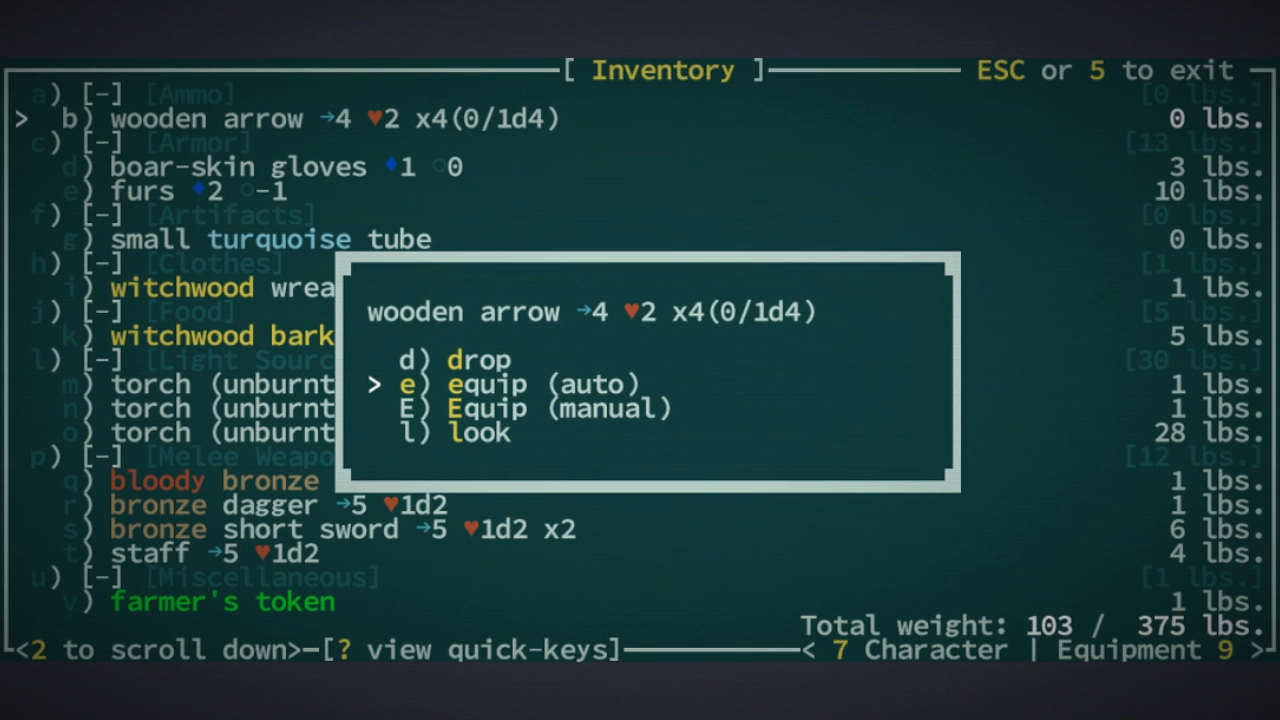 [ Inventory ] ESC or 5 to exit
a) [-] [Ammo] [0 lbs.]
> b) wooden arrow →4 ♥2 x4(0/1d4) 0 lbs.
c) [-] [Armor] [13 lbs.]
d) boar-skin gloves ♦1 ○0 3 lbs.
e) furs ♦2 ○-1 10 lbs.
f) [-] [Artifacts] [0 lbs.]
g) small turquoise tube 0 lbs.
h) [-] [Clothes] [1 lbs.]
i) witchwood wrea 1 lbs.
j) [-] [Food] [5 lbs.]
k) witchwood bark 5 lbs.
l) [-] [Light Sourc [30 lbs.]
m) torch (unburnt 1 lbs.
n) torch (unburnt 1 lbs.
o) torch (unburnt 28 lbs.
p) [-] [Melee Weapo [12 lbs.]
q) bloody bronze 1 lbs.
r) bronze dagger →5 ♥1d2 1 lbs.
s) bronze short sword →5 ♥1d2 x2 6 lbs.
t) staff →5 ♥1d2 4 lbs.
u) [-] [Miscellaneous] [1 lbs.]
v) farmer's token 1 lbs.
Total weight: 103 / 375 lbs.
<2 to scroll down>-[? view quick-keys] < 7 Character | Equipment 9 >
wooden arrow →4 ♥2 x4(0/1d4)
d) drop
> e) equip (auto)
E) Equip (manual)
l) look